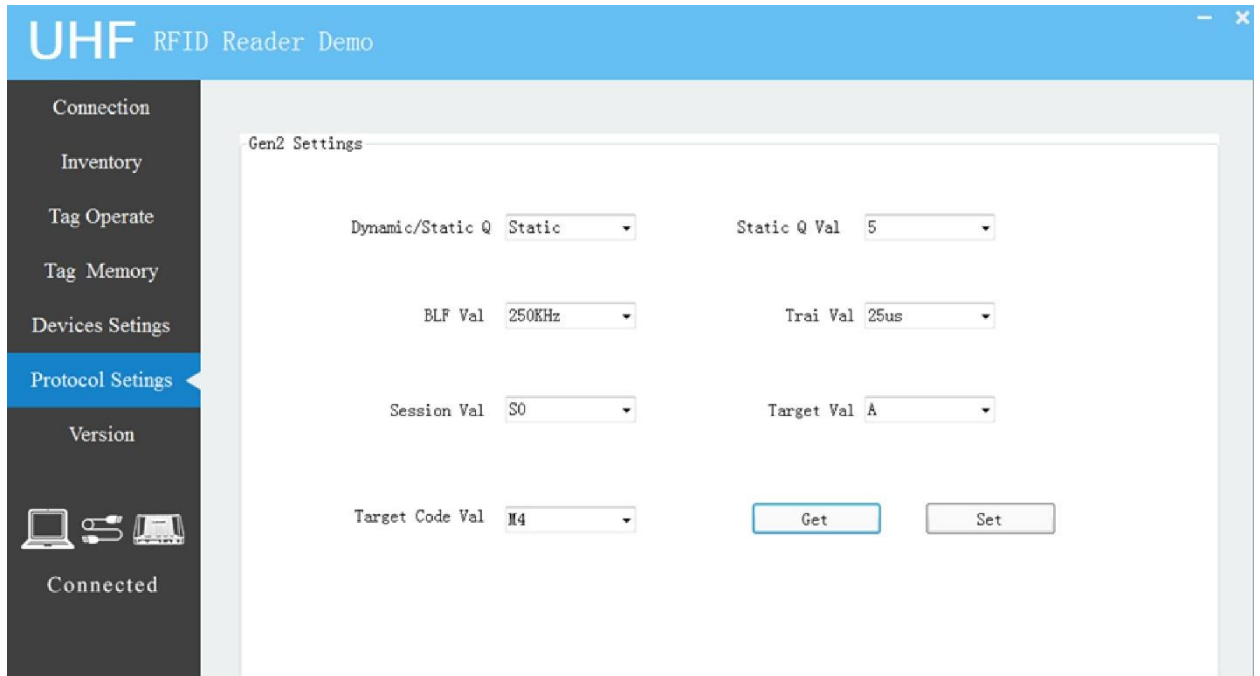 UHF RFID Reader Demo
Connection
Inventory
Tag Operate
Tag Memory
Devices Setings
Protocol Setings
Version
Connected
Gen2 Settings
Dynamic/Static Q Static Static Q Val 5
BLF Val 250KHz Trai Val 25us
Session Val S0 Target Val A
Target Code Val M4 Get Set